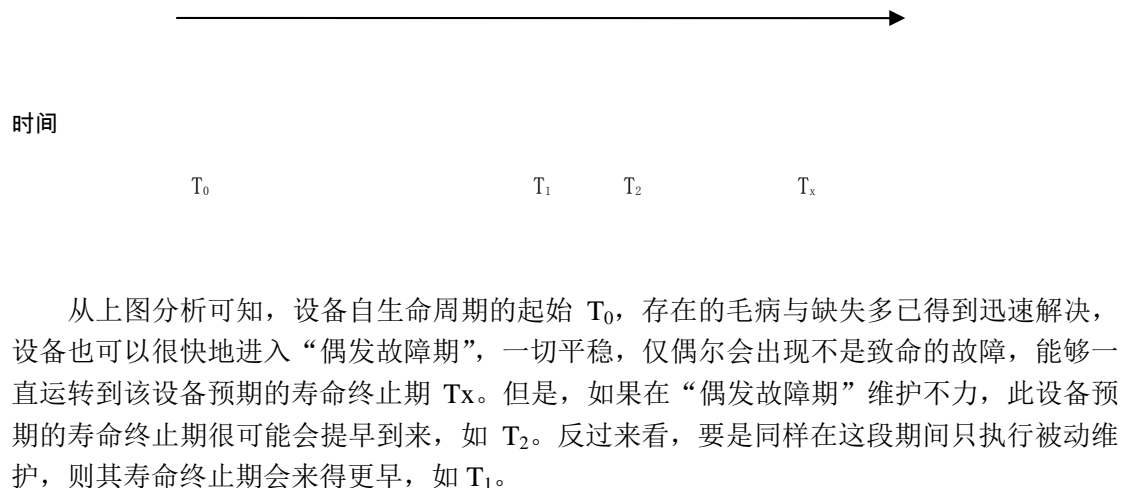 时间
T₀ T₁ T₂ Tₓ
从上图分析可知，设备自生命周期的起始 T₀，存在的毛病与缺失多已得到迅速解决，
设备也可以很快地进入“偶发故障期”，一切平稳，仅偶尔会出现不是致命的故障，能够一
直运转到该设备预期的寿命终止期 Tx。但是，如果在“偶发故障期”维护不力，此设备预
期的寿命终止期很可能会提早到来，如 T₂。反过来看，要是同样在这段期间只执行被动维
护，则其寿命终止期会来得更早，如 T₁。